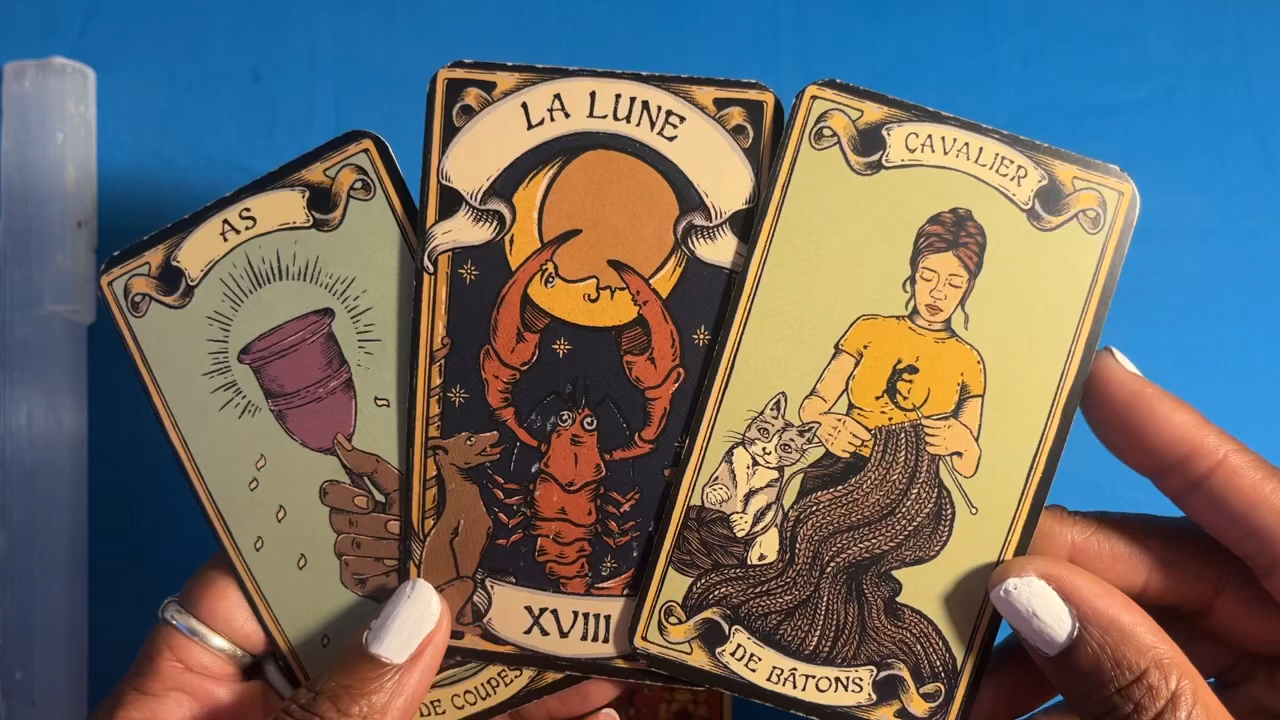 AS
DE COUPES
LA LUNE
XVIII
CAVALIER
DE BÂTONS